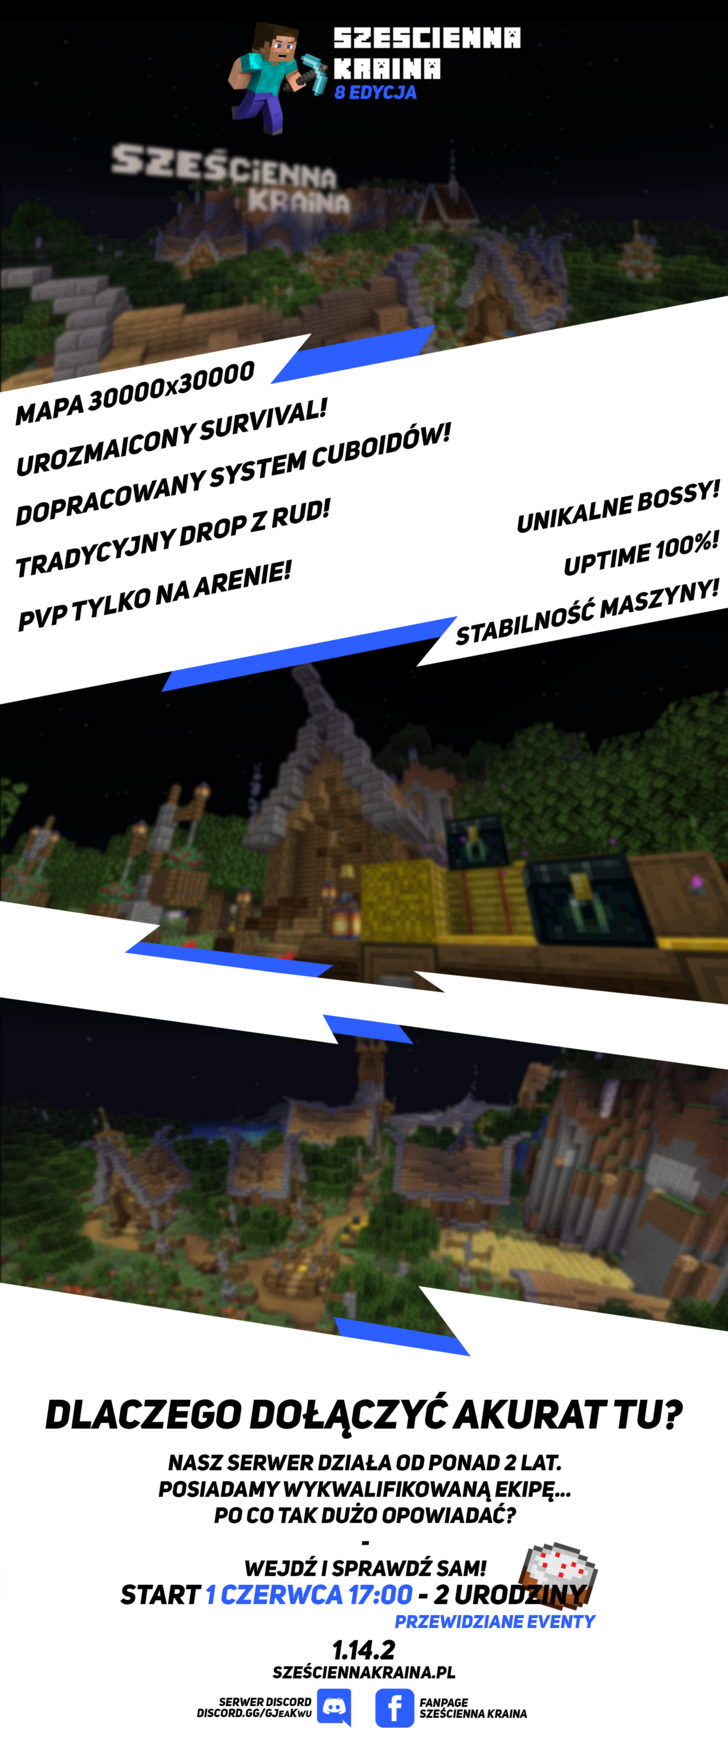 SZESCIENNA
KRAINA
8 EDYCJA
SZEŚCIENNA
KRAINA
MAPA 30000x30000
UROZMAICONY SURVIVAL!
DOPRACOWANY SYSTEM CUBOIDÓW!
TRADYCYJNY DROP Z RUD!
PVP TYLKO NA ARENIE!
UNIKALNE BOSSY!
UPTIME 100%!
STABILNOŚĆ MASZYNY!
DLACZEGO DOŁĄCZYĆ AKURAT TU?
NASZ SERWER DZIAŁA OD PONAD 2 LAT.
POSIADAMY WYKWALIFIKOWANĄ EKIPĘ...
PO CO TAK DUŻO OPOWIADAĆ?
-
WEJDŹ I SPRAWDŹ SAM!
START 1 CZERWCA 17:00 - 2 URODZINY
PRZEWIDZIANE EVENTY
1.14.2
SZEŚCIENNAKRAINA.PL
SERWER DISCORD
DISCORD.GG/GJEAKWU
FANPAGE
SZEŚCIENNA KRAINA